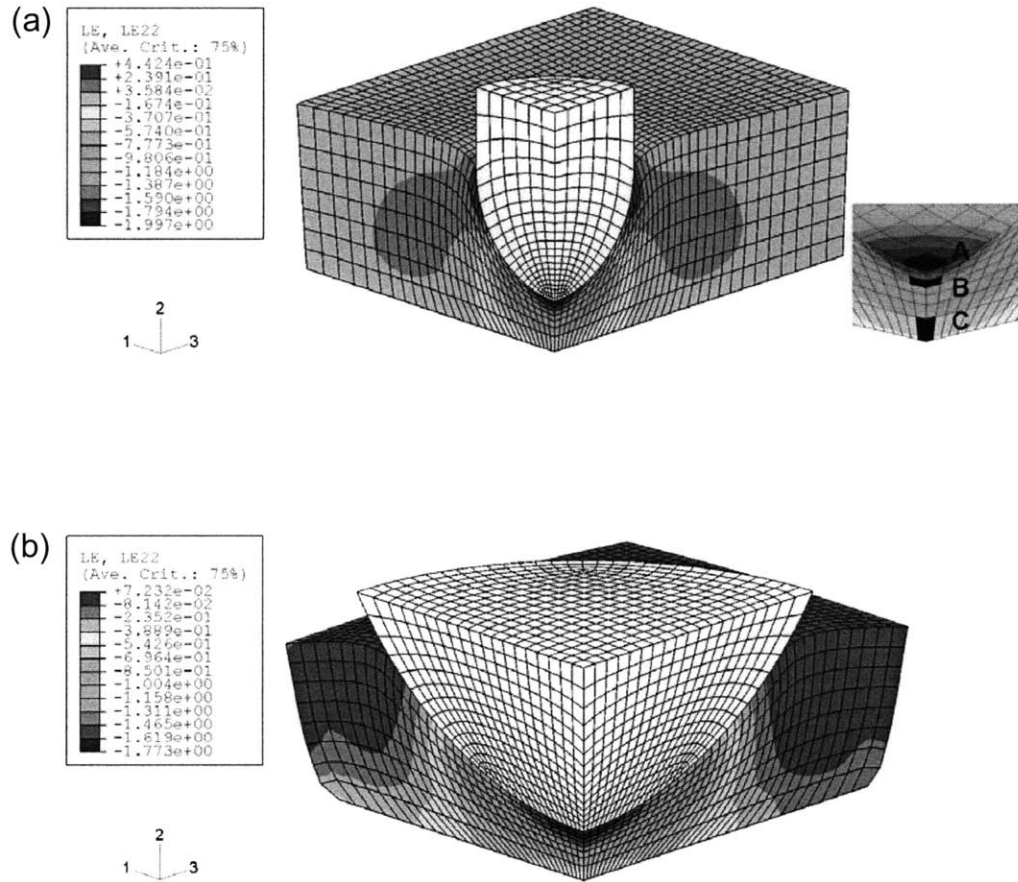 (a)
LE, LE22
(Ave. Crit.: 75%)
+4.424e-01
+2.391e-01
+3.584e-02
-1.674e-01
-3.707e-01
-5.740e-01
-7.773e-01
-9.806e-01
-1.184e+00
-1.387e+00
-1.590e+00
-1.794e+00
-1.997e+00
A
B
C
2
1 3
(b)
LE, LE22
(Ave. Crit.: 75%)
+7.232e-02
-8.142e-02
-2.352e-01
-3.889e-01
-5.426e-01
-6.964e-01
-8.501e-01
-1.004e+00
-1.158e+00
-1.311e+00
-1.465e+00
-1.619e+00
-1.773e+00
2
1 3